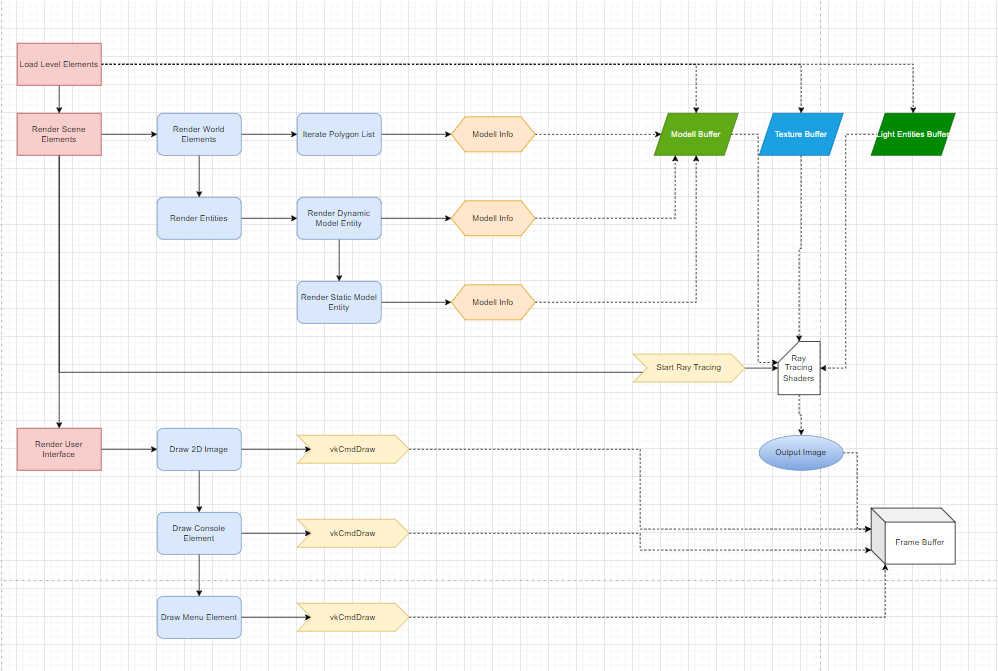 Load Level Elements
Render Scene
Elements
Render World
Elements
Iterate Polygon List
Modell Info
Modell Buffer
Texture Buffer
Light Entities Buffer
Render Entities
Render Dynamic
Model Entity
Modell Info
Render Static Model
Entity
Modell Info
Start Ray Tracing
Ray
Tracing
Shaders
Render User
Interface
Draw 2D Image
vkCmdDraw
Output Image
Draw Console
Element
vkCmdDraw
Frame Buffer
Draw Menu Element
vkCmdDraw